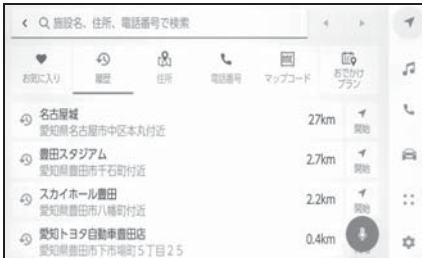 施設名、住所、電話番号で検索
お気に入り
履歴
住所
電話番号
マップコード
おでかけ
プラン
名古屋城
27km
愛知県名古屋市中区本丸付近
開始
豊田スタジアム
2.7km
愛知県豊田市千石町付近
開始
スカイホール豊田
2.2km
愛知県豊田市八幡町付近
開始
愛知トヨタ自動車豊田店
0.4km
愛知県豊田市下市場町5丁目25